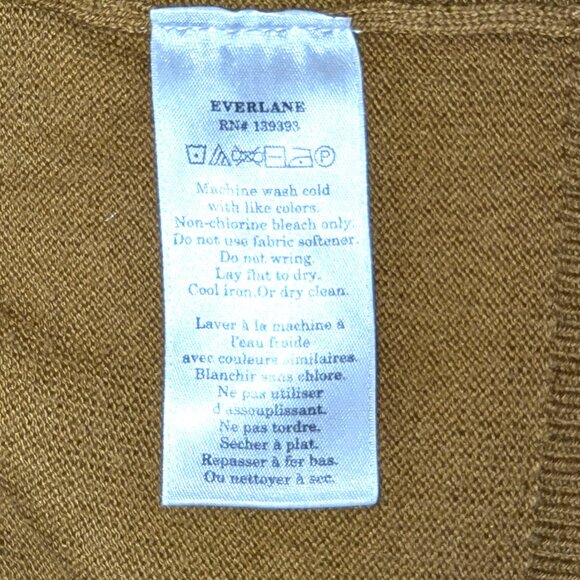 EVERLANE
RN# 139393
P
Machine wash cold
with like colors.
Non-chlorine bleach only.
Do not use fabric softener.
Do not wring.
Lay flat to dry.
Cool iron.Or dry clean.
Laver à la machine à
l'eau froide
avec couleurs similaires.
Blanchir sans chlore.
Ne pas utiliser
d'assouplissant.
Ne pas tordre.
Sécher à plat.
Repasser à fer bas.
Ou nettoyer à sec.